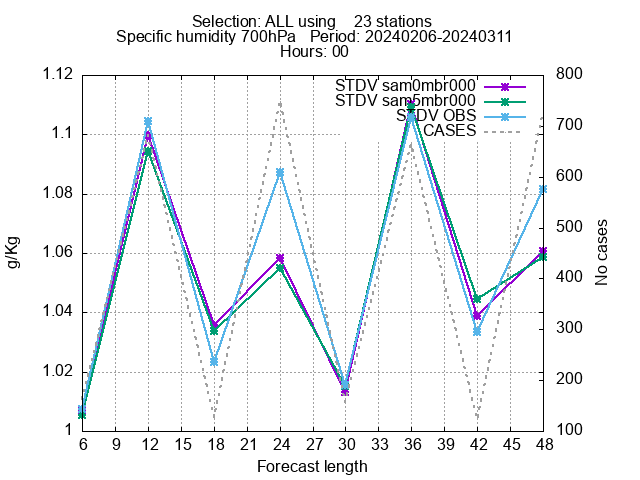 Selection: ALL using    23 stations
Specific humidity 700hPa   Period: 20240206-20240311
Hours: 00
STDV sam0mbr000
STDV sam5mbr000
STDV OBS
CASES
g/Kg
No cases
1.12
1.1
1.08
1.06
1.04
1.02
1
800
700
600
500
400
300
200
100
6 9 12 15 18 21 24 27 30 33 36 39 42 45 48
Forecast length